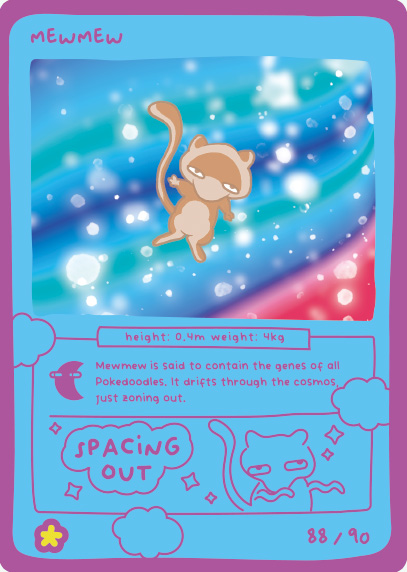 MEWMEW
height: 0.4m weight: 4kg
Mewmew is said to contain the genes of all
Pokedoodles. It drifts through the cosmos,
just zoning out.
SPACiNG
OUT
88 / 90